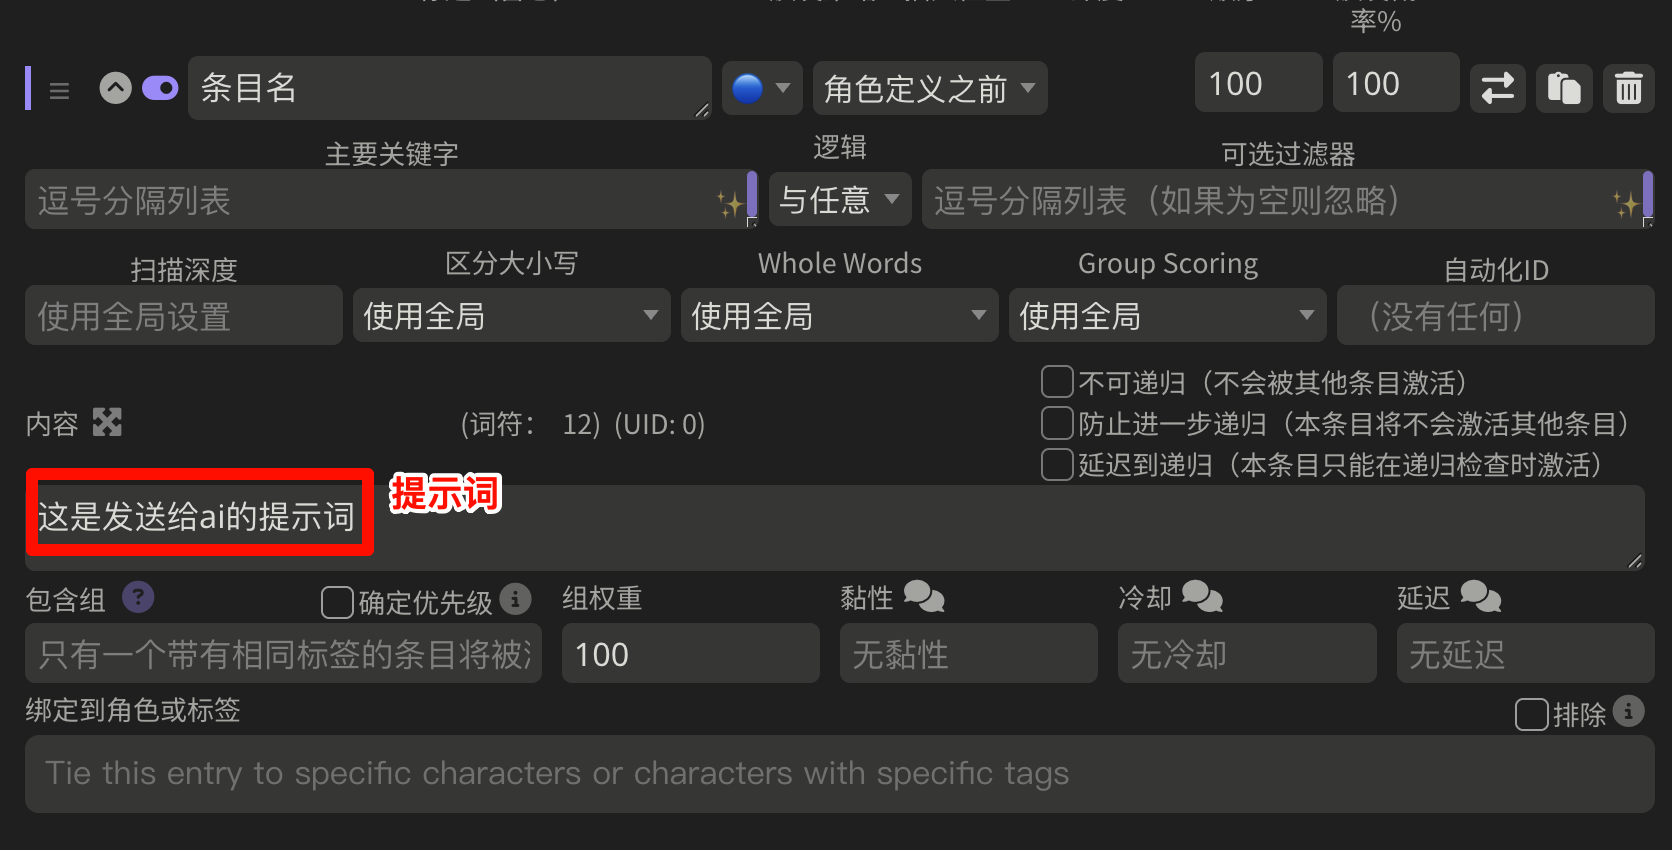 率%
条目名
角色定义之前
100
100
主要关键字
逻辑
可选过滤器
逗号分隔列表
与任意
逗号分隔列表（如果为空则忽略）
扫描深度
区分大小写
Whole Words
Group Scoring
自动化ID
使用全局设置
使用全局
使用全局
使用全局
（没有任何）
不可递归（不会被其他条目激活）
内容
(词符： 12) (UID: 0)
防止进一步递归（本条目将不会激活其他条目）
延迟到递归（本条目只能在递归检查时激活）
这是发送给ai的提示词
提示词
包含组
?
确定优先级
组权重
黏性
冷却
延迟
只有一个带有相同标签的条目将被
100
无黏性
无冷却
无延迟
绑定到角色或标签
排除
Tie this entry to specific characters or characters with specific tags